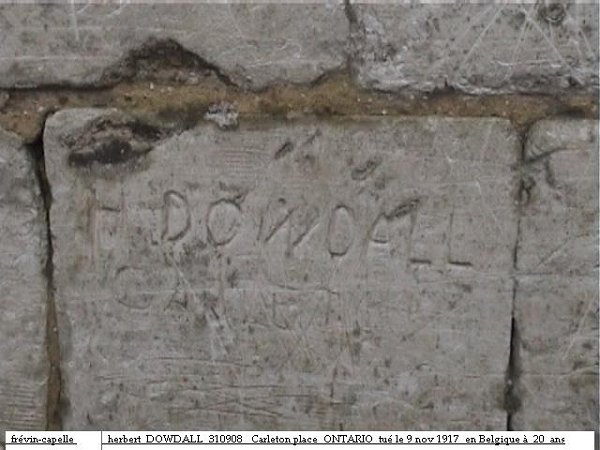 H DOWDALL
frévin-capelle
herbert DOWDALL 310908 Carleton place ONTARIO tué le 9 nov 1917 en Belgique à 20 ans